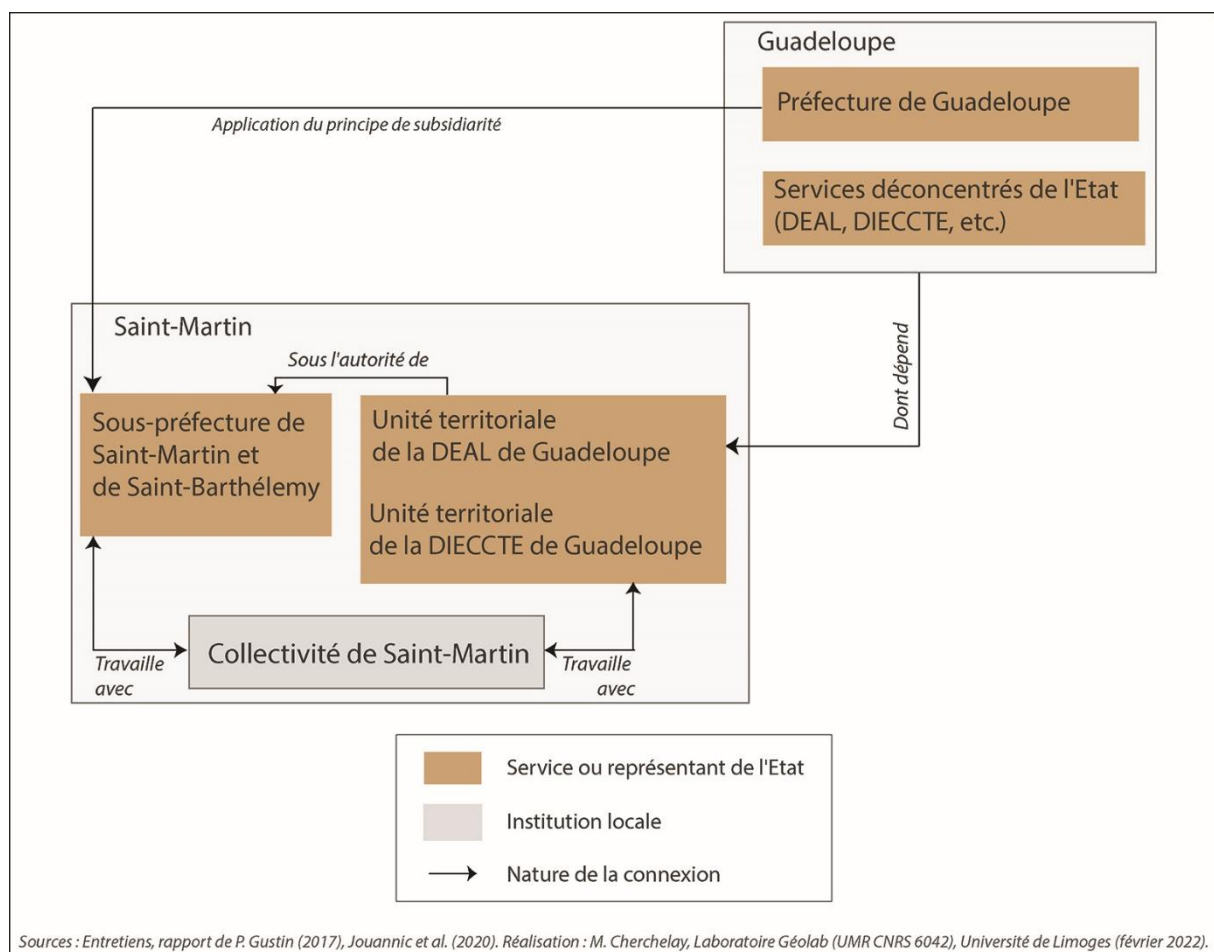 Guadeloupe
Préfecture de Guadeloupe
Application du principe de subsidiarité
Services déconcentrés de l'Etat
(DEAL, DIECCTE, etc.)
Dont dépend
Saint-Martin
Sous l'autorité de
Sous-préfecture de
Saint-Martin et
de Saint-Barthélemy
Unité territoriale
de la DEAL de Guadeloupe
Unité territoriale
de la DIECCTE de Guadeloupe
Collectivité de Saint-Martin
Travaille
avec
Travaille
avec
Service ou représentant de l'Etat
Institution locale
Nature de la connexion
Sources : Entretiens, rapport de P. Gustin (2017), Jouannic et al. (2020). Réalisation : M. Cherchelay, Laboratoire Géolab (UMR CNRS 6042), Université de Limoges (février 2022).